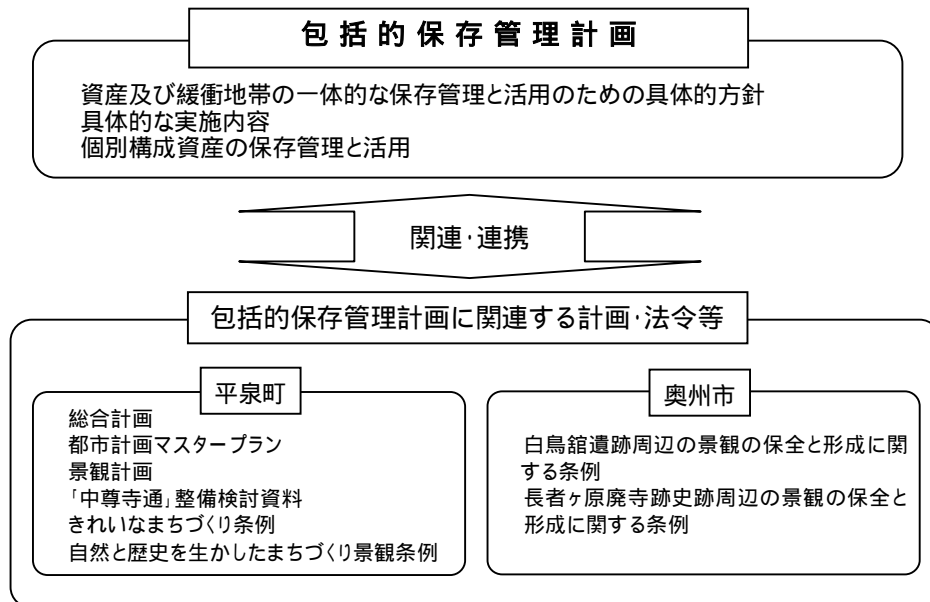 包括的保存管理計画
資産及び緩衝地帯の一体的な保存管理と活用のための具体的方針
具体的な実施内容
個別構成資産の保存管理と活用
関連･連携
包括的保存管理計画に関連する計画･法令等
平泉町
総合計画
都市計画マスタープラン
景観計画
｢中尊寺通｣整備検討資料
きれいなまちづくり条例
自然と歴史を生かしたまちづくり景観条例
奥州市
白鳥舘遺跡周辺の景観の保全と形成に関
する条例
長者ヶ原廃寺跡史跡周辺の景観の保全と
形成に関する条例